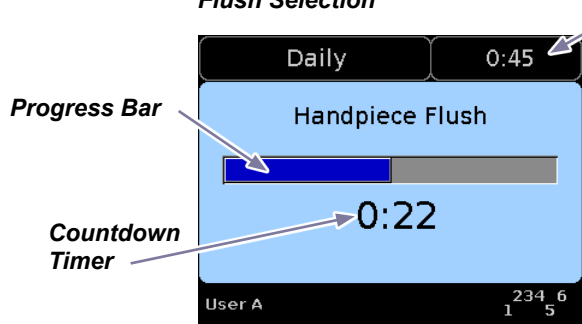 Flush Selection
Daily
0:45
Progress Bar
Handpiece Flush
0:22
Countdown
Timer
User A
1 234 5 6